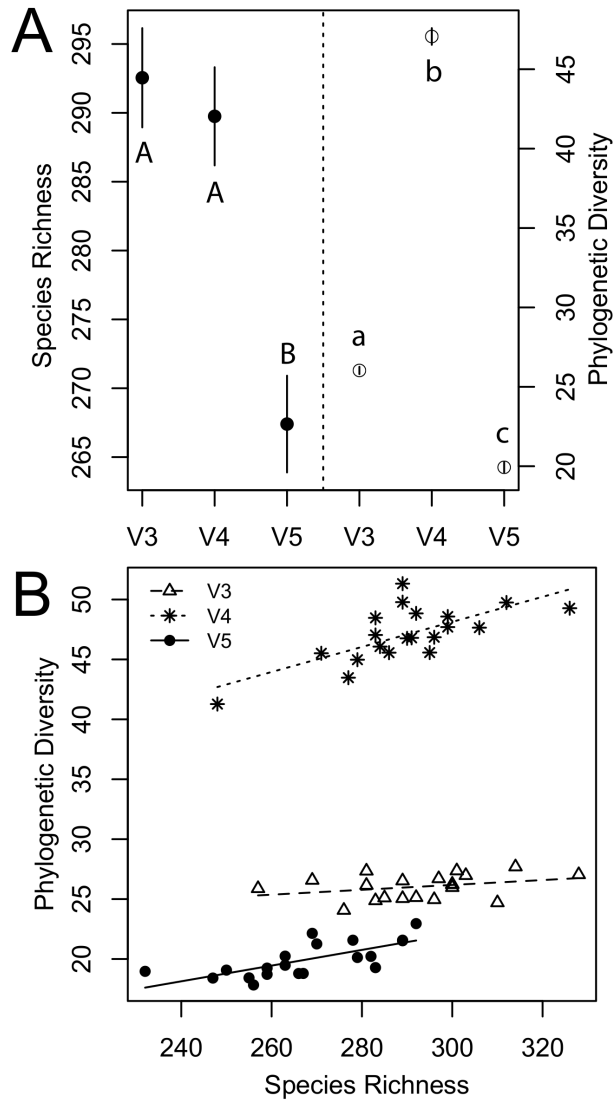 A
295
290
285
280
275
270
265
Species Richness
A
A
B
a
b
c
45
40
35
30
25
20
Phylogenetic Diversity
V3 V4 V5 V3 V4 V5
B
V3
V4
V5
50
45
40
35
30
25
20
Phylogenetic Diversity
240 260 280 300 320
Species Richness